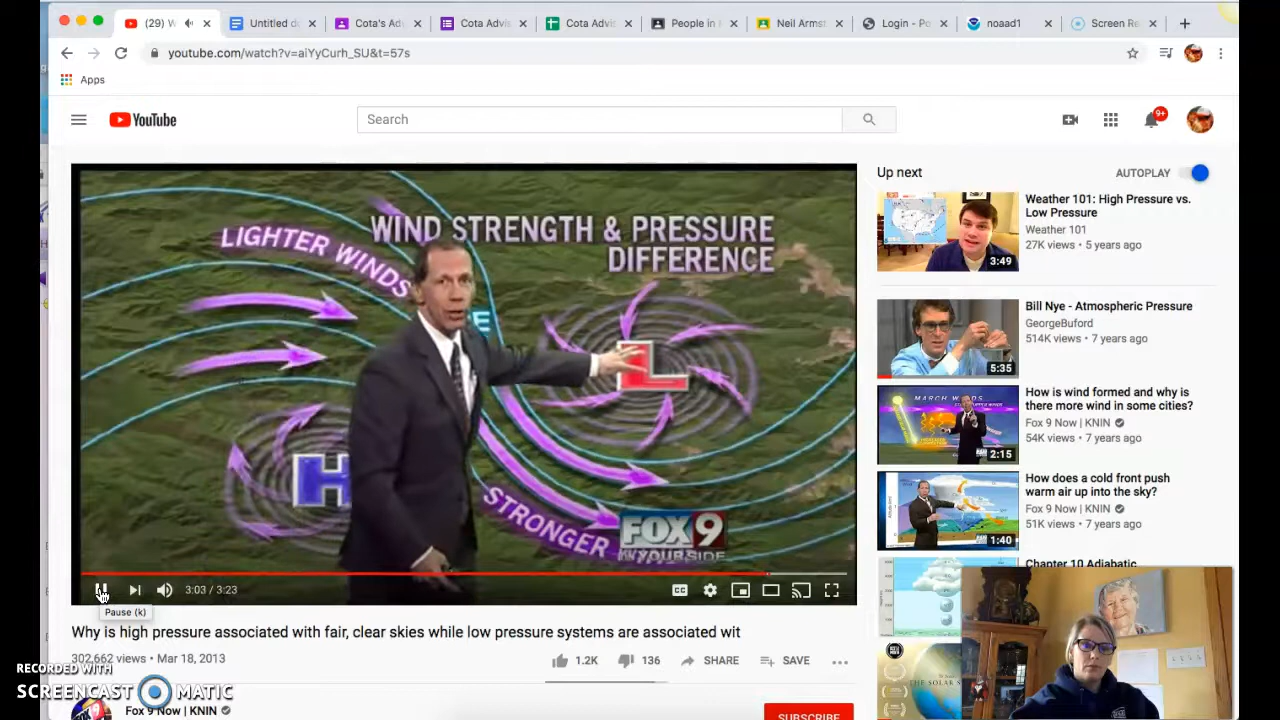 (29) W
Untitled d
Cota's Ad
Cota Advis
Cota Advis
People in
Neil Armst
Login - Po
noaad1
Screen Re
youtube.com/watch?v=aiYyCurh_SU&t=57s
Apps
YouTube
Search
9+
WIND STRENGTH & PRESSURE
DIFFERENCE
LIGHTER WINDS
E
L
H
STRONGER
FOX 9
IN YOUR SIDE
3:03 / 3:23
CC
Pause (k)
Why is high pressure associated with fair, clear skies while low pressure systems are associated wit
302,662 views • Mar 18, 2013
1.2K
136
SHARE
SAVE
Fox 9 Now | KNIN
SUBSCRIBE
Up next
AUTOPLAY
Weather 101: High Pressure vs.
Low Pressure
Weather 101
27K views • 5 years ago
3:49
Bill Nye - Atmospheric Pressure
GeorgeBuford
514K views • 7 years ago
5:35
How is wind formed and why is
there more wind in some cities?
Fox 9 Now | KNIN
54K views • 7 years ago
MARCH WINDS
2:15
How does a cold front push
warm air up into the sky?
Fox 9 Now | KNIN
51K views • 7 years ago
1:40
Chapter 10 Adiabatic
THE SOLAR S
RECORDED WITH
SCREENCAST MATIC